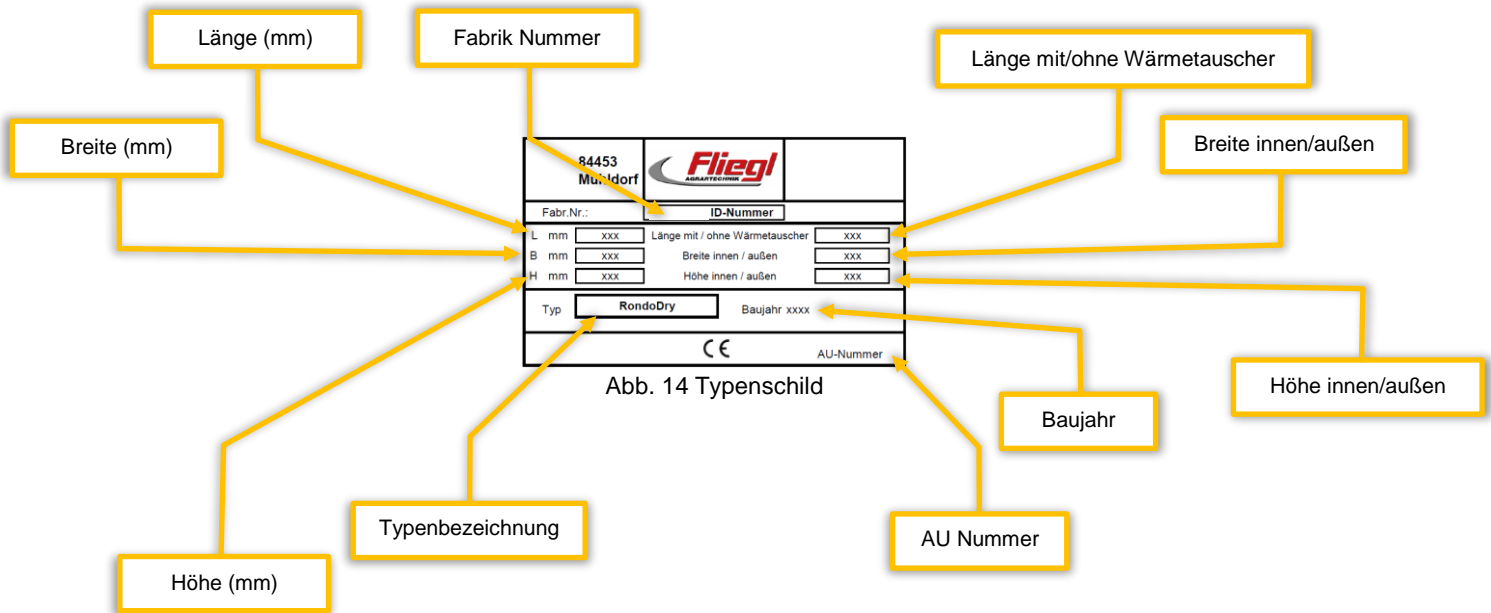 Länge (mm)
Fabrik Nummer
Länge mit/ohne Wärmetauscher
Breite (mm)
Breite innen/außen
84453
Mühldorf
Fliegl
AGRARTECHNIK
Fabr.Nr.: ID-Nummer
L mm xxx Länge mit / ohne Wärmetauscher xxx
B mm xxx Breite innen / außen xxx
H mm xxx Höhe innen / außen xxx
Typ RondoDry Baujahr xxxx
CE AU-Nummer
Abb. 14 Typenschild
Höhe innen/außen
Baujahr
Typenbezeichnung
AU Nummer
Höhe (mm)